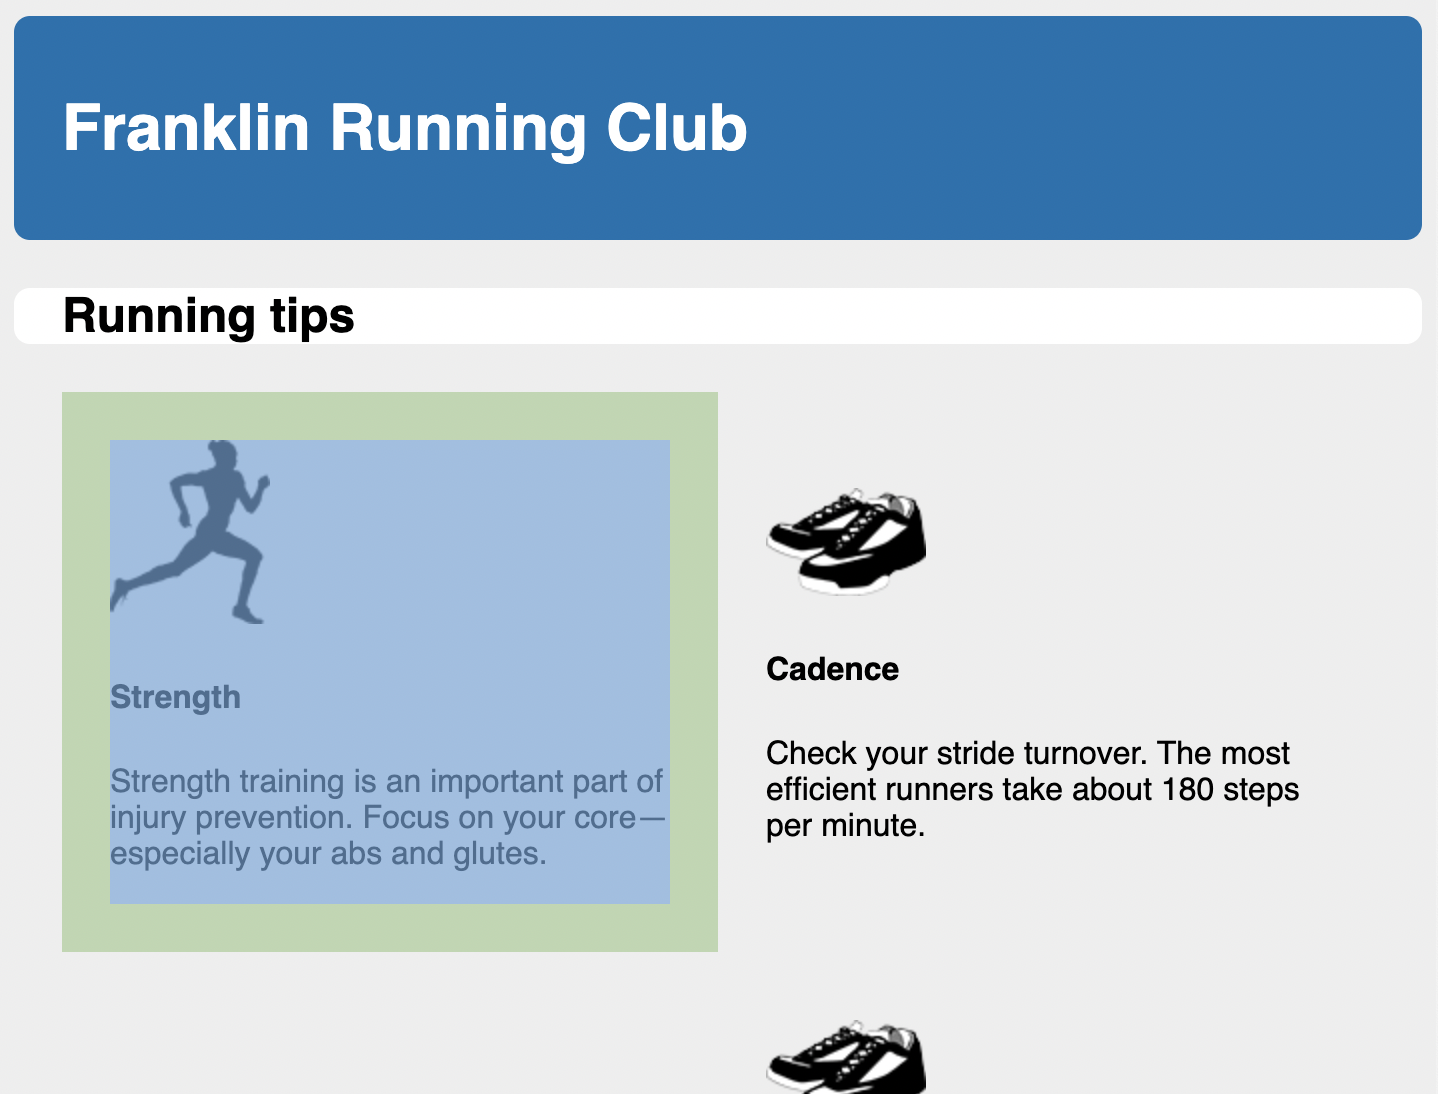 Franklin Running Club
Running tips
Strength
Strength training is an important part of
injury prevention. Focus on your core—
especially your abs and glutes.
Cadence
Check your stride turnover. The most
efficient runners take about 180 steps
per minute.